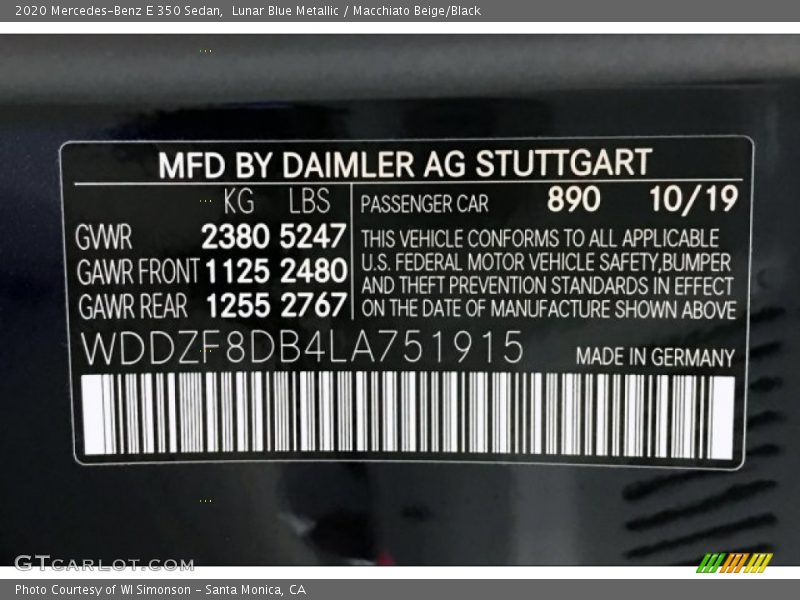 2020 Mercedes-Benz E 350 Sedan, Lunar Blue Metallic / Macchiato Beige/Black
MFD BY DAIMLER AG STUTTGART
KG LBS
GVWR 2380 5247
GAWR FRONT 1125 2480
GAWR REAR 1255 2767
PASSENGER CAR 890 10/19
THIS VEHICLE CONFORMS TO ALL APPLICABLE
U.S. FEDERAL MOTOR VEHICLE SAFETY,BUMPER
AND THEFT PREVENTION STANDARDS IN EFFECT
ON THE DATE OF MANUFACTURE SHOWN ABOVE
WDDZF8DB4LA751915
MADE IN GERMANY
GTCARLOT.COM
Photo Courtesy of WI Simonson - Santa Monica, CA